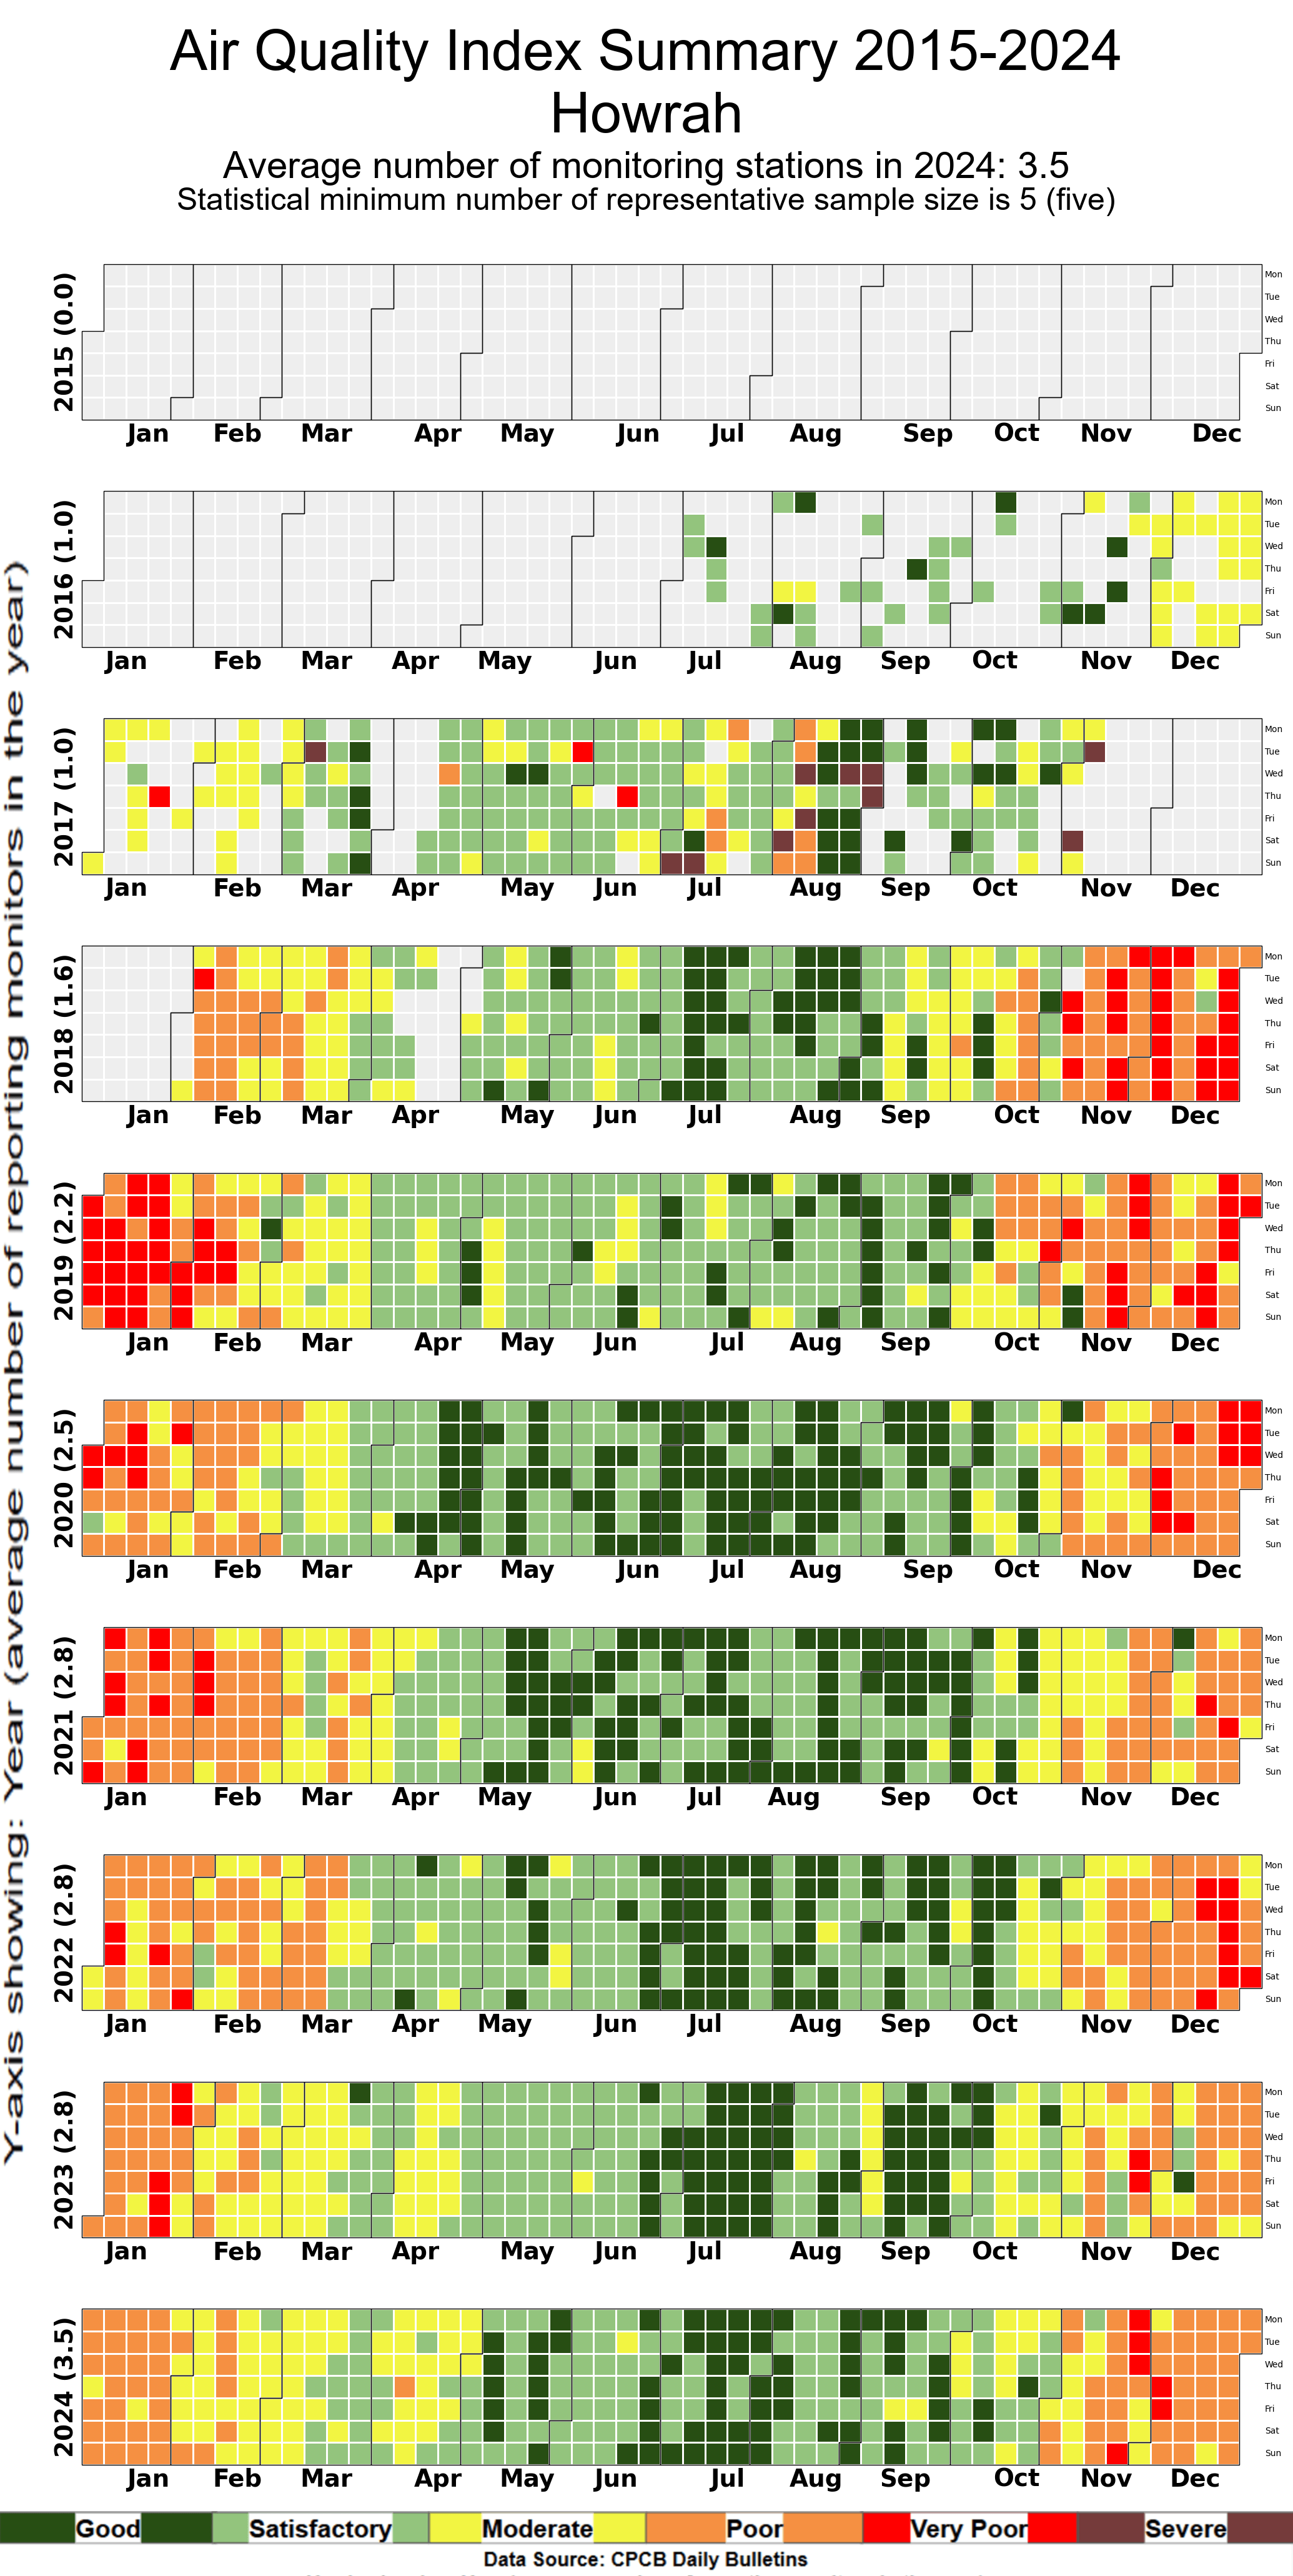 Air Quality Index Summary 2015-2024
Howrah
Average number of monitoring stations in 2024: 3.5
Statistical minimum number of representative sample size is 5 (five)
Y-axis showing: Year (average number of reporting monitors in the year)
2015 (0.0)
Mon
Tue
Wed
Thu
Fri
Sat
Sun
Jan Feb Mar Apr May Jun Jul Aug Sep Oct Nov Dec
2016 (1.0)
Mon
Tue
Wed
Thu
Fri
Sat
Sun
Jan Feb Mar Apr May Jun Jul Aug Sep Oct Nov Dec
2017 (1.0)
Mon
Tue
Wed
Thu
Fri
Sat
Sun
Jan Feb Mar Apr May Jun Jul Aug Sep Oct Nov Dec
2018 (1.6)
Mon
Tue
Wed
Thu
Fri
Sat
Sun
Jan Feb Mar Apr May Jun Jul Aug Sep Oct Nov Dec
2019 (2.2)
Mon
Tue
Wed
Thu
Fri
Sat
Sun
Jan Feb Mar Apr May Jun Jul Aug Sep Oct Nov Dec
2020 (2.5)
Mon
Tue
Wed
Thu
Fri
Sat
Sun
Jan Feb Mar Apr May Jun Jul Aug Sep Oct Nov Dec
2021 (2.8)
Mon
Tue
Wed
Thu
Fri
Sat
Sun
Jan Feb Mar Apr May Jun Jul Aug Sep Oct Nov Dec
2022 (2.8)
Mon
Tue
Wed
Thu
Fri
Sat
Sun
Jan Feb Mar Apr May Jun Jul Aug Sep Oct Nov Dec
2023 (2.8)
Mon
Tue
Wed
Thu
Fri
Sat
Sun
Jan Feb Mar Apr May Jun Jul Aug Sep Oct Nov Dec
2024 (3.5)
Mon
Tue
Wed
Thu
Fri
Sat
Sun
Jan Feb Mar Apr May Jun Jul Aug Sep Oct Nov Dec
Good Satisfactory Moderate Poor Very Poor Severe
Data Source: CPCB Daily Bulletins